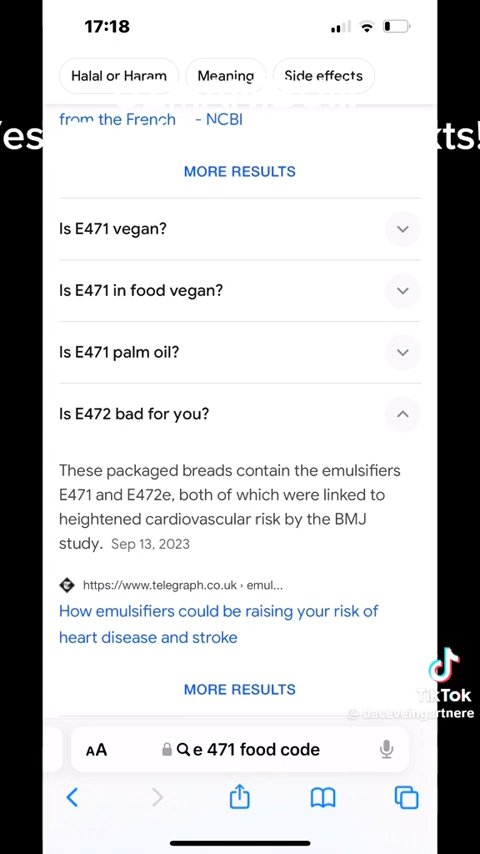 17:18
Halal or Haram
Meaning
Side effects
from the French - NCBI
xts!
MORE RESULTS
Is E471 vegan?
Is E471 in food vegan?
Is E471 palm oil?
Is E472 bad for you?
These packaged breads contain the emulsifiers
E471 and E472e, both of which were linked to
heightened cardiovascular risk by the BMJ
study. Sep 13, 2023
https://www.telegraph.co.uk › emul...
How emulsifiers could be raising your risk of
heart disease and stroke
MORE RESULTS
TikTok
@daceveingartnere
AA
e 471 food code